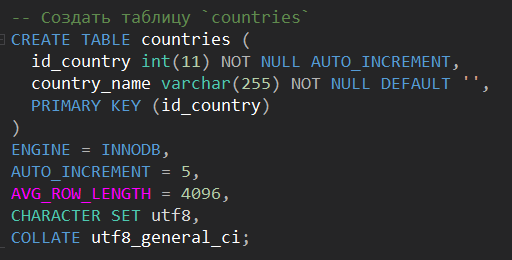 -- Создать таблицу `countries`
CREATE TABLE countries (
  id_country int(11) NOT NULL AUTO_INCREMENT,
  country_name varchar(255) NOT NULL DEFAULT '',
  PRIMARY KEY (id_country)
)
ENGINE = INNODB,
AUTO_INCREMENT = 5,
AVG_ROW_LENGTH = 4096,
CHARACTER SET utf8,
COLLATE utf8_general_ci;